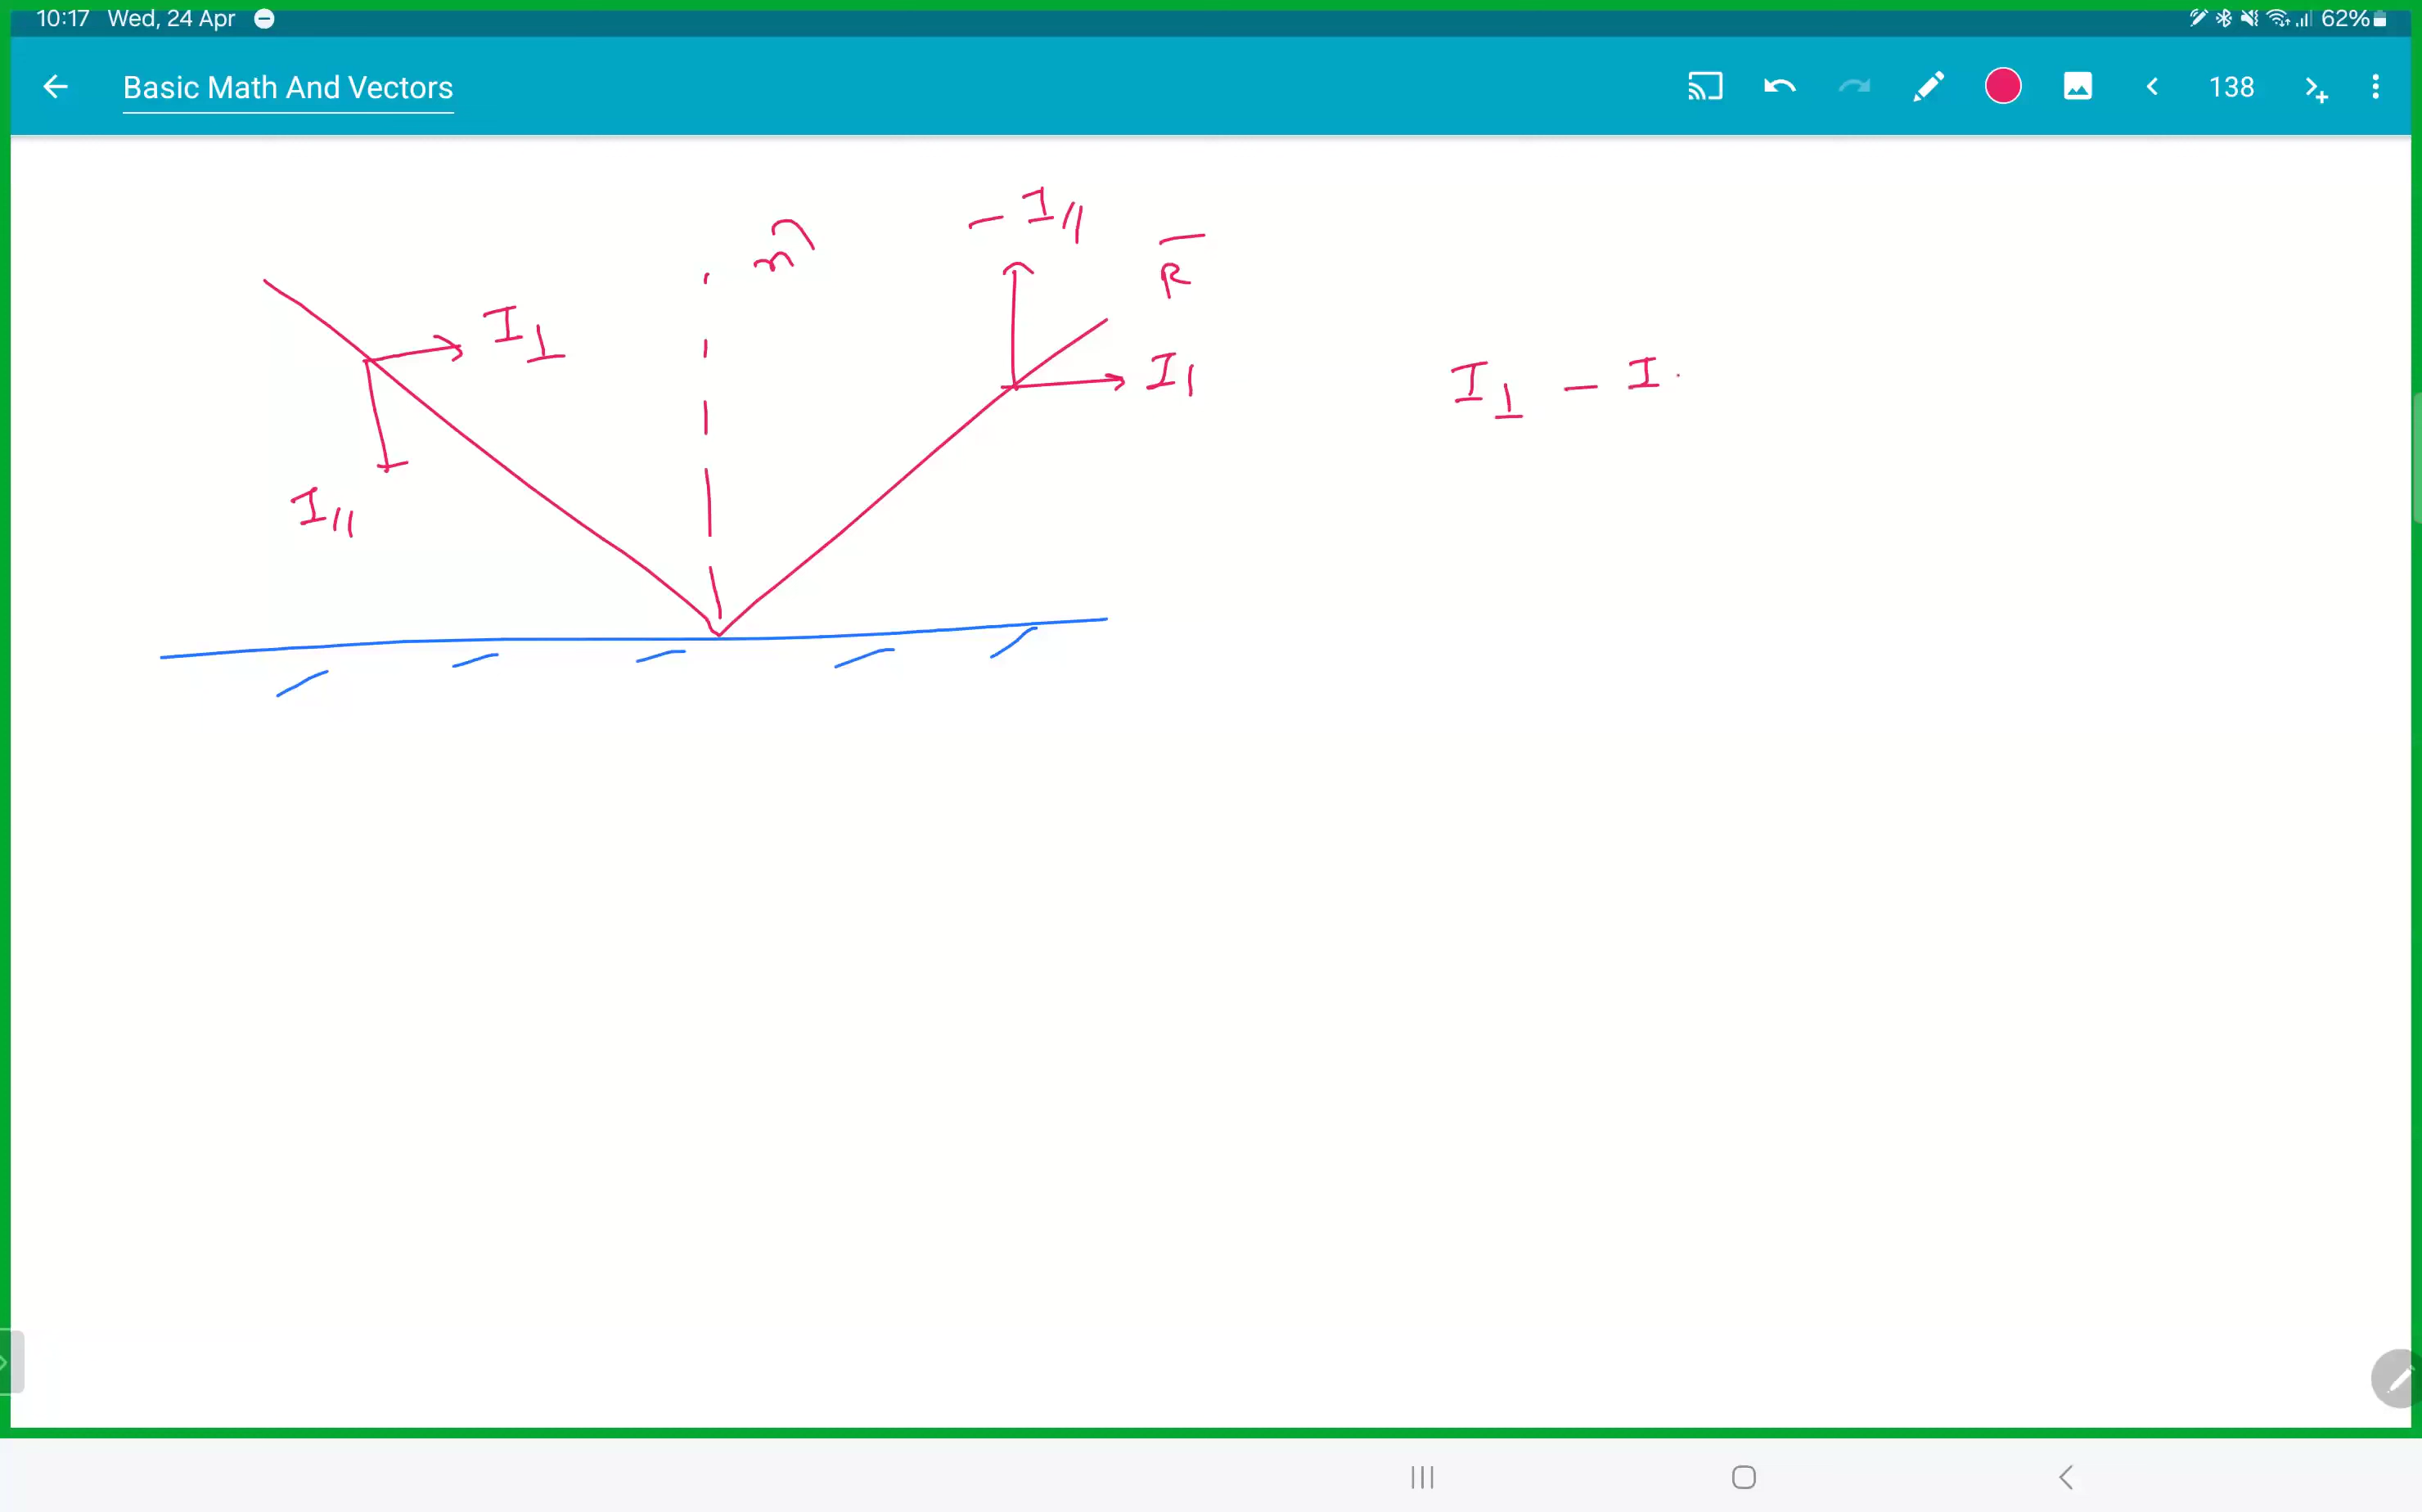 10:17 Wed, 24 Apr 62%
Basic Math And Vectors 138
- I∥
n̂
R̅
I⊥
I|
I⊥ - I
I∥